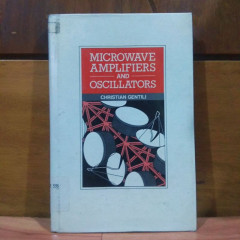 MICROWAVE
AMPLIFIERS
AND
OSCILLATORS
CHRISTIAN GENTILI